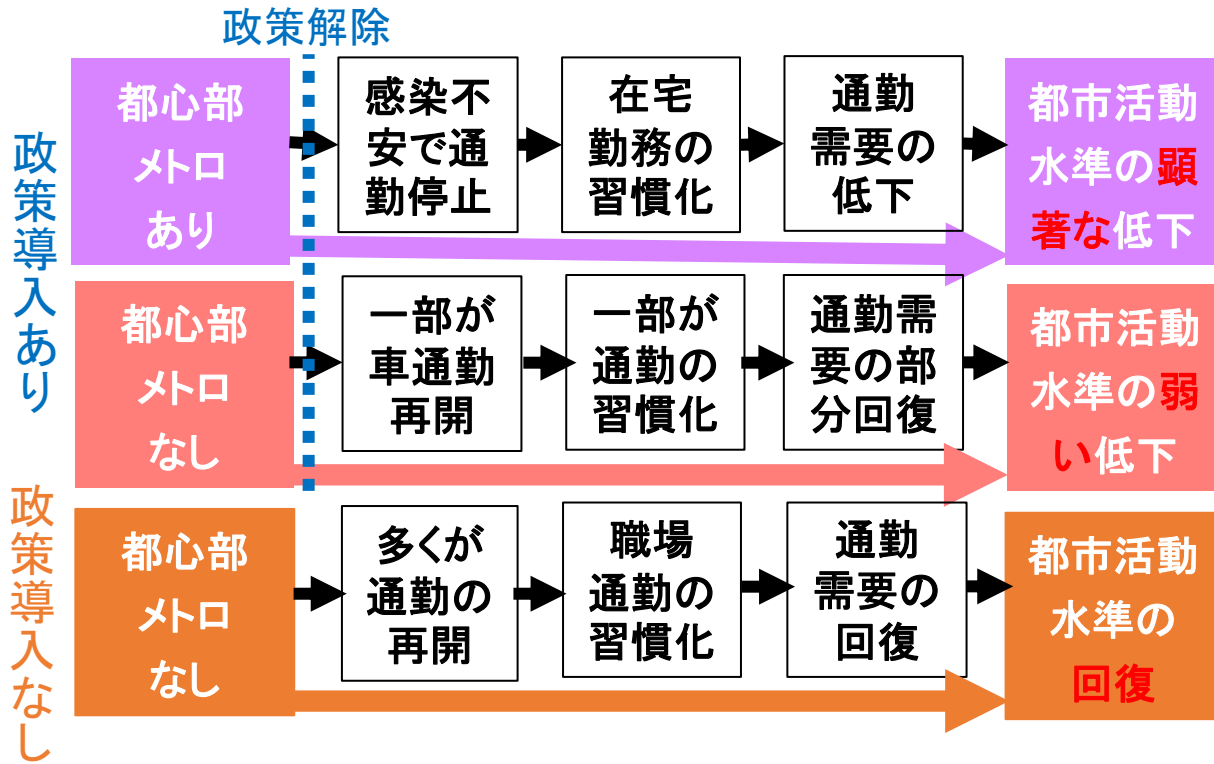 政策解除
政策導入あり
都心部
メトロ
あり
感染不
安で通
勤停止
在宅
勤務の
習慣化
通勤
需要の
低下
都市活動
水準の顕
著な低下
都心部
メトロ
なし
一部が
車通勤
再開
一部が
通勤の
習慣化
通勤需
要の部
分回復
都市活動
水準の弱
い低下
政策導入なし
都心部
メトロ
なし
多くが
通勤の
再開
職場
通勤の
習慣化
通勤
需要の
回復
都市活動
水準の
回復